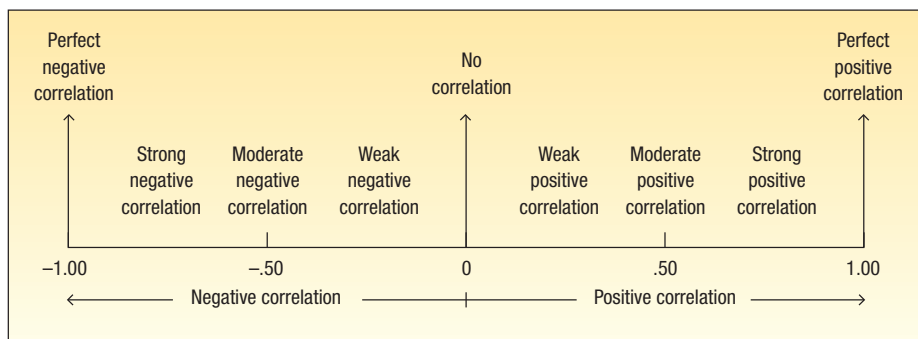 Perfect
negative
correlation
No
correlation
Perfect
positive
correlation
Strong
negative
correlation
Moderate
negative
correlation
Weak
negative
correlation
Weak
positive
correlation
Moderate
positive
correlation
Strong
positive
correlation
–1.00
–.50
0
.50
1.00
Negative correlation
Positive correlation